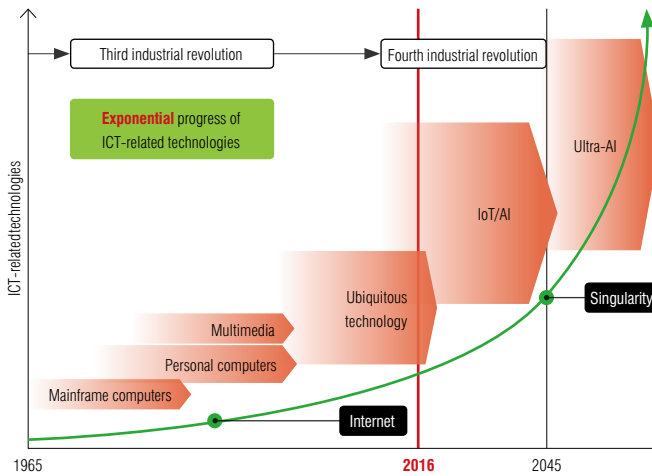 Third industrial revolution
Fourth industrial revolution
Exponential progress of
ICT-related technologies
ICT-relatedtechnologies
Ultra-AI
IoT/AI
Ubiquitous
technology
Singularity
Multimedia
Personal computers
Mainframe computers
Internet
1965
2016
2045